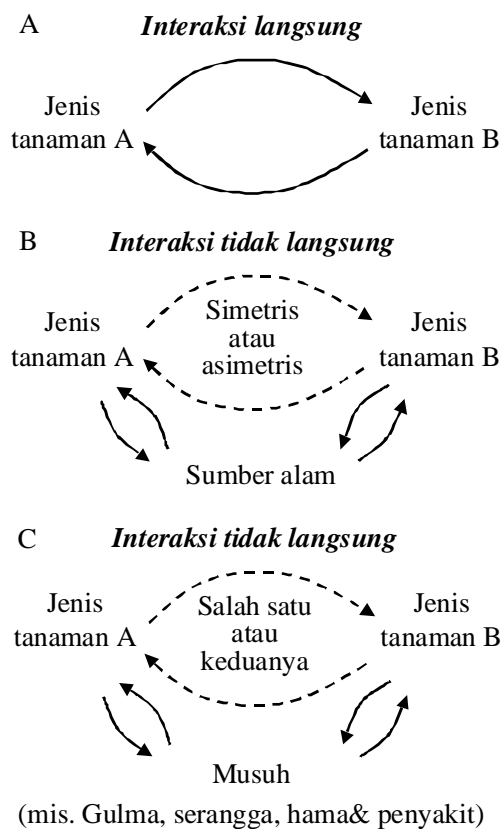 A Interaksi langsung
Jenis
tanaman A
Jenis
tanaman B
B Interaksi tidak langsung
Jenis
tanaman A
Simetris
atau
asimetris
Jenis
tanaman B
Sumber alam
C Interaksi tidak langsung
Jenis
tanaman A
Salah satu
atau
keduanya
Jenis
tanaman B
Musuh
(mis. Gulma, serangga, hama& penyakit)